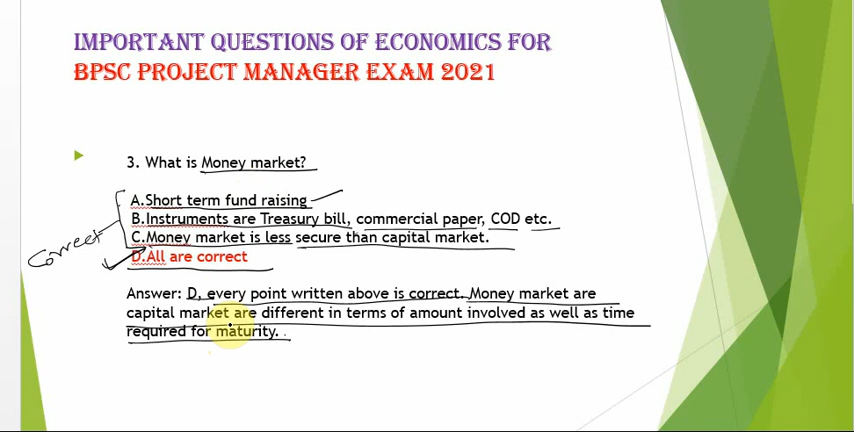 IMPORTANT QUESTIONS OF ECONOMICS FOR
BPSC PROJECT MANAGER EXAM 2021
3. What is Money market?
A.Short term fund raising
B.Instruments are Treasury bill, commercial paper, COD etc.
C.Money market is less secure than capital market.
Correct
D.All are correct
Answer: D, every point written above is correct. Money market are
capital market are different in terms of amount involved as well as time
required for maturity. .